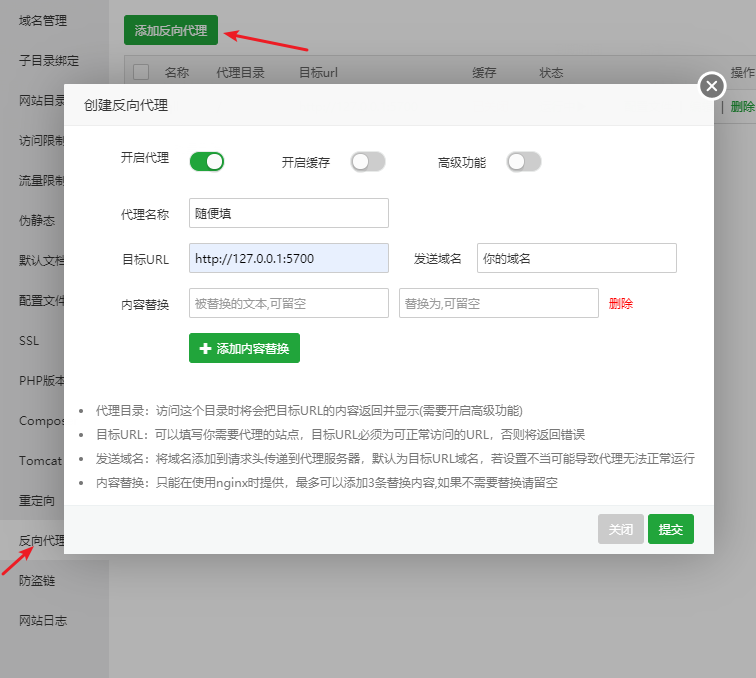 域名管理
添加反向代理
子目录绑定
名称 代理目录 目标url 缓存 状态 操作
网站目录
创建反向代理
| 删除
访问限制
开启代理 开启缓存 高级功能
流量限制
代理名称 随便填
伪静态
目标URL http://127.0.0.1:5700 发送域名 你的域名
默认文档
内容替换 被替换的文本,可留空 替换为,可留空 删除
配置文件
SSL
添加内容替换
PHP版本
代理目录：访问这个目录时将会把目标URL的内容返回并显示(需要开启高级功能)
Compos
目标URL：可以填写你需要代理的站点，目标URL必须为可正常访问的URL，否则将返回错误
Tomcat
发送域名：将域名添加到请求头传递到代理服务器，默认为目标URL域名，若设置不当可能导致代理无法正常运行
内容替换：只能在使用nginx时提供，最多可以添加3条替换内容,如果不需要替换请留空
重定向
关闭 提交
反向代理
防盗链
网站日志